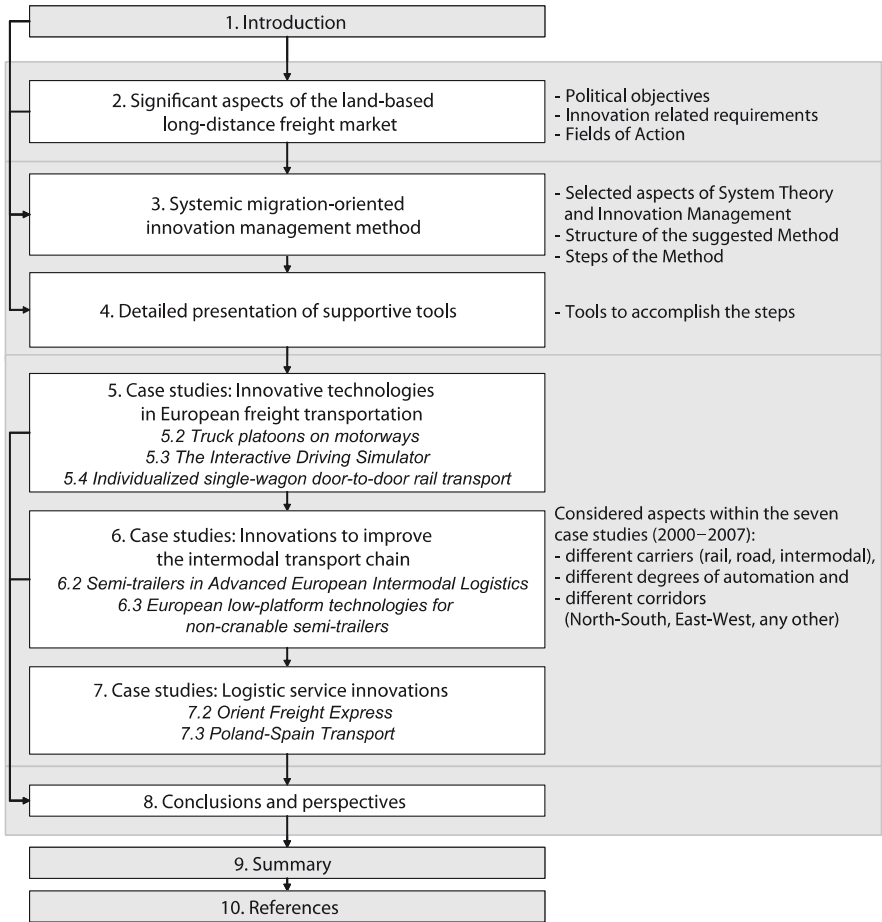 1. Introduction
2. Significant aspects of the land-based
long-distance freight market
- Political objectives
- Innovation related requirements
- Fields of Action
3. Systemic migration-oriented
innovation management method
- Selected aspects of System Theory
and Innovation Management
- Structure of the suggested Method
- Steps of the Method
4. Detailed presentation of supportive tools
- Tools to accomplish the steps
5. Case studies: Innovative technologies
in European freight transportation
5.2 Truck platoons on motorways
5.3 The Interactive Driving Simulator
5.4 Individualized single-wagon door-to-door rail transport
6. Case studies: Innovations to improve
the intermodal transport chain
6.2 Semi-trailers in Advanced European Intermodal Logistics
6.3 European low-platform technologies for
non-cranable semi-trailers
7. Case studies: Logistic service innovations
7.2 Orient Freight Express
7.3 Poland-Spain Transport
Considered aspects within the seven
case studies (2000–2007):
- different carriers (rail, road, intermodal),
- different degrees of automation and
- different corridors
(North-South, East-West, any other)
8. Conclusions and perspectives
9. Summary
10. References